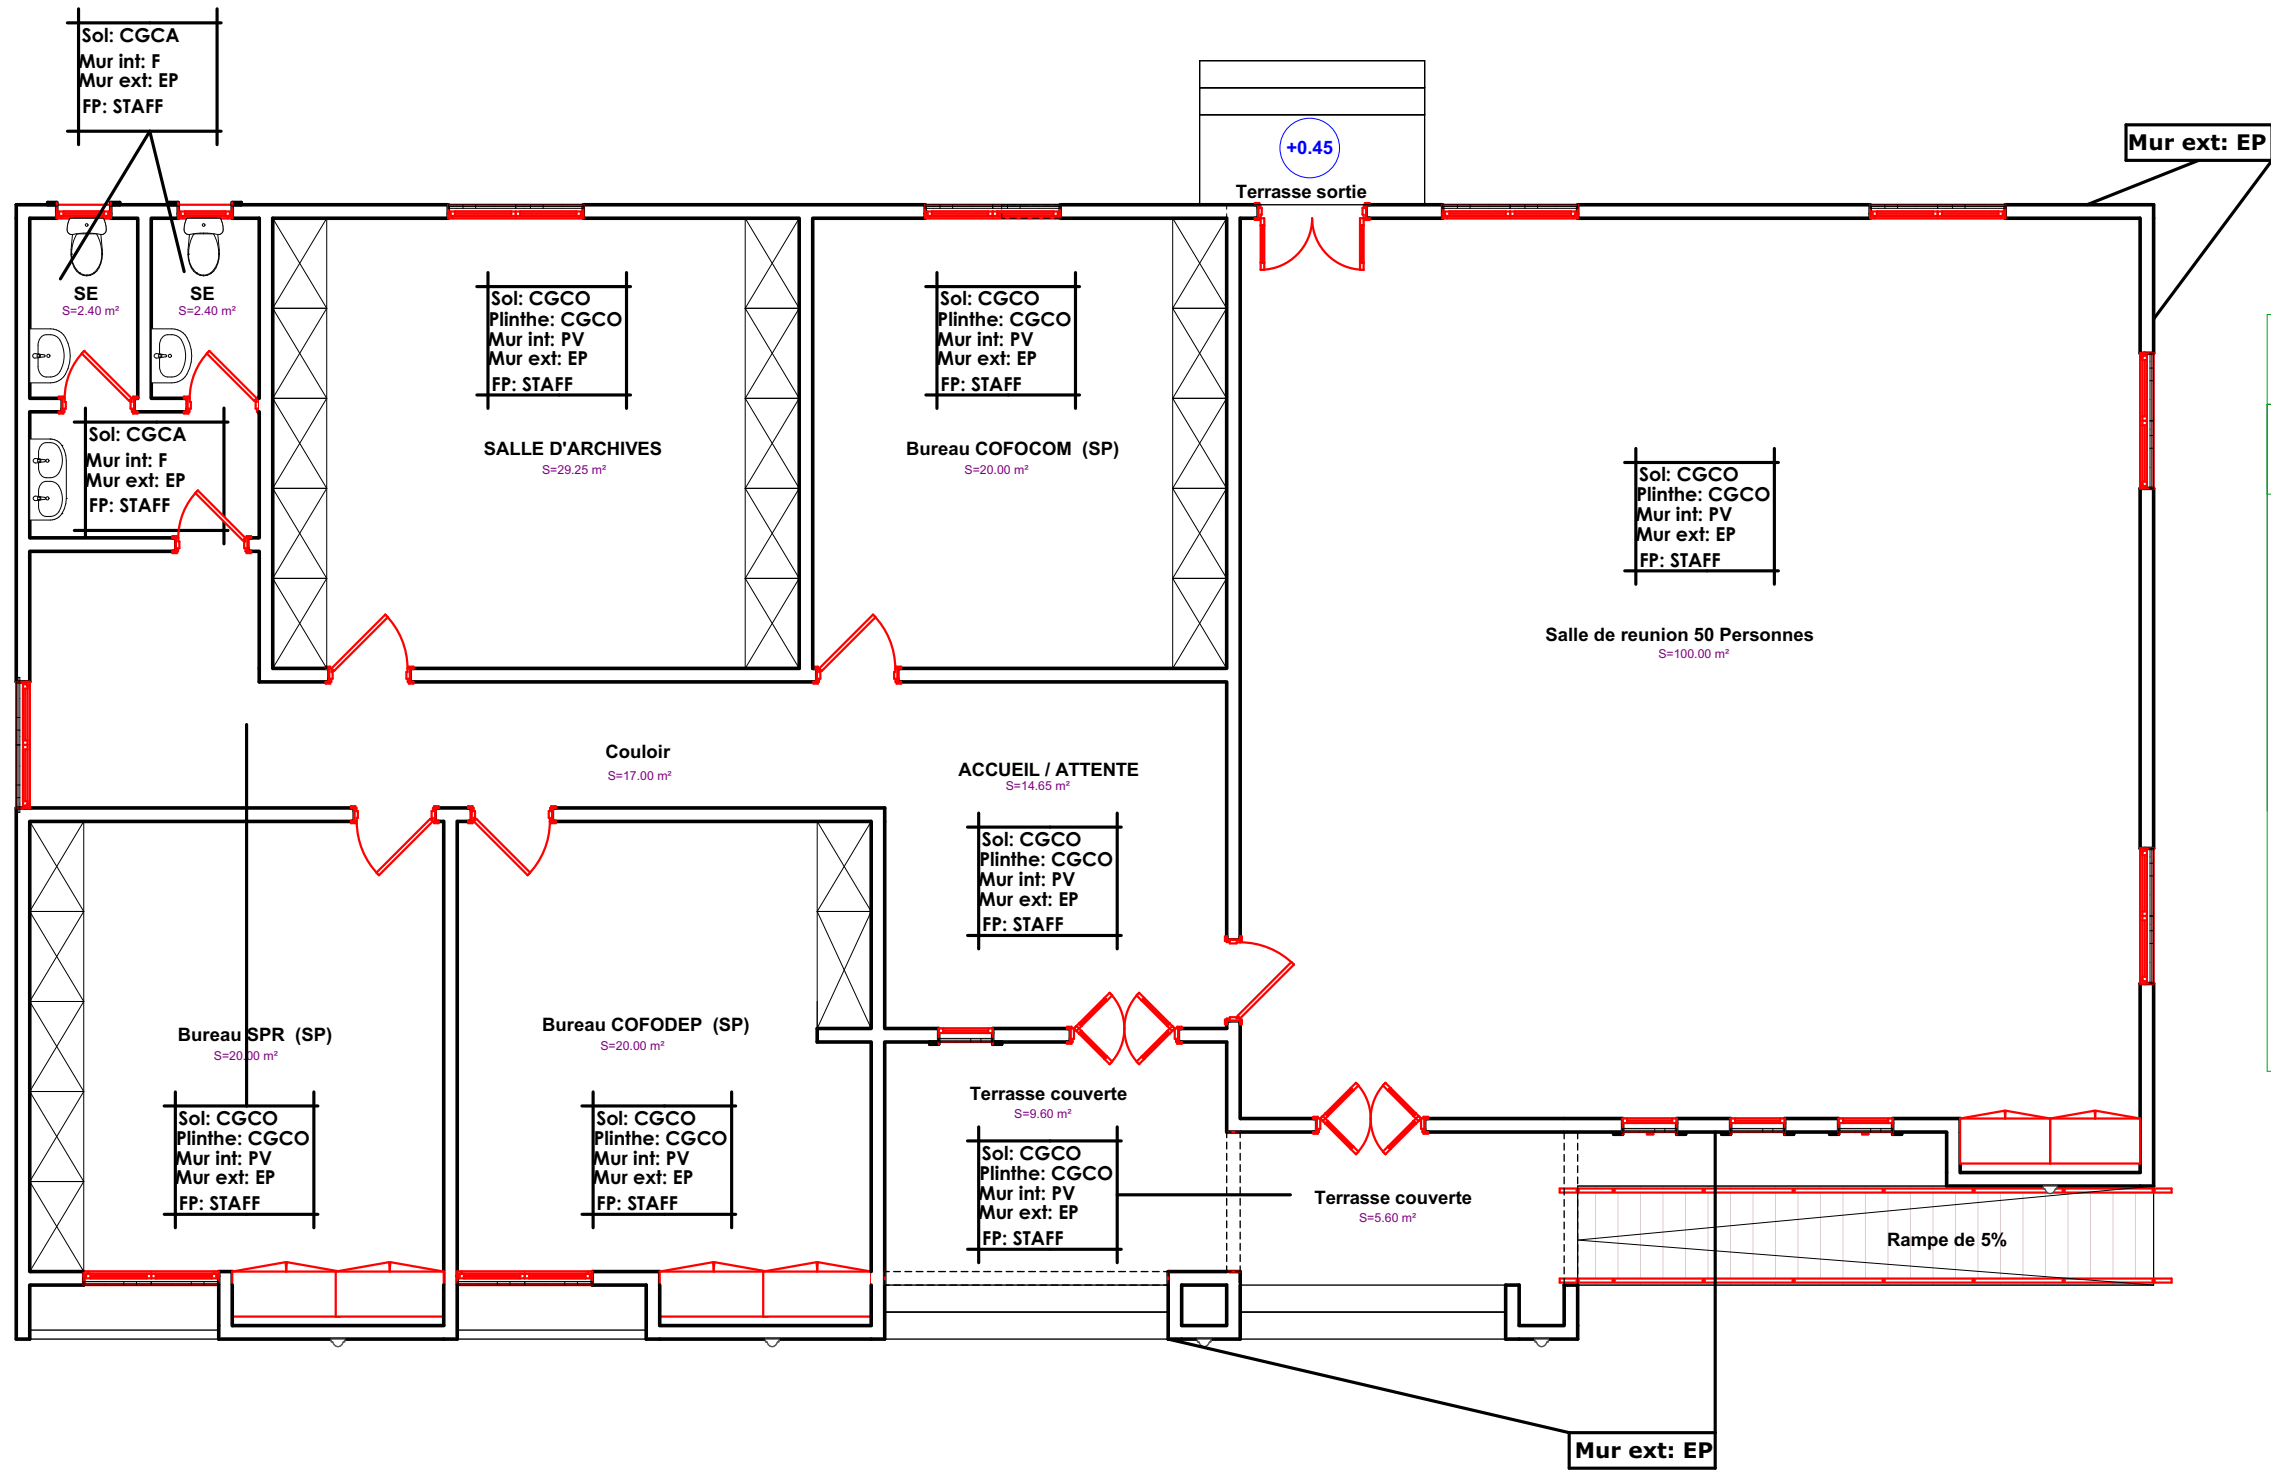 Sol: CGCA
Mur int: F
Mur ext: EP
FP: STAFF
Mur ext: EP
+0.45
Terrasse sortie
SE
S=2.40 m²
SE
S=2.40 m²
Sol: CGCO
Plinthe: CGCO
Mur int: PV
Mur ext: EP
FP: STAFF
SALLE D'ARCHIVES
S=29.25 m²
Sol: CGCO
Plinthe: CGCO
Mur int: PV
Mur ext: EP
FP: STAFF
Bureau COFOCOM (SP)
S=20.00 m²
Sol: CGCA
Mur int: F
Mur ext: EP
FP: STAFF
Sol: CGCO
Plinthe: CGCO
Mur int: PV
Mur ext: EP
FP: STAFF
Salle de reunion 50 Personnes
S=100.00 m²
Couloir
S=17.00 m²
ACCUEIL / ATTENTE
S=14.65 m²
Sol: CGCO
Plinthe: CGCO
Mur int: PV
Mur ext: EP
FP: STAFF
Bureau SPR (SP)
S=20.00 m²
Sol: CGCO
Plinthe: CGCO
Mur int: PV
Mur ext: EP
FP: STAFF
Bureau COFODEP (SP)
S=20.00 m²
Sol: CGCO
Plinthe: CGCO
Mur int: PV
Mur ext: EP
FP: STAFF
Terrasse couverte
S=9.60 m²
Sol: CGCO
Plinthe: CGCO
Mur int: PV
Mur ext: EP
FP: STAFF
Terrasse couverte
S=5.60 m²
Rampe de 5%
Mur ext: EP